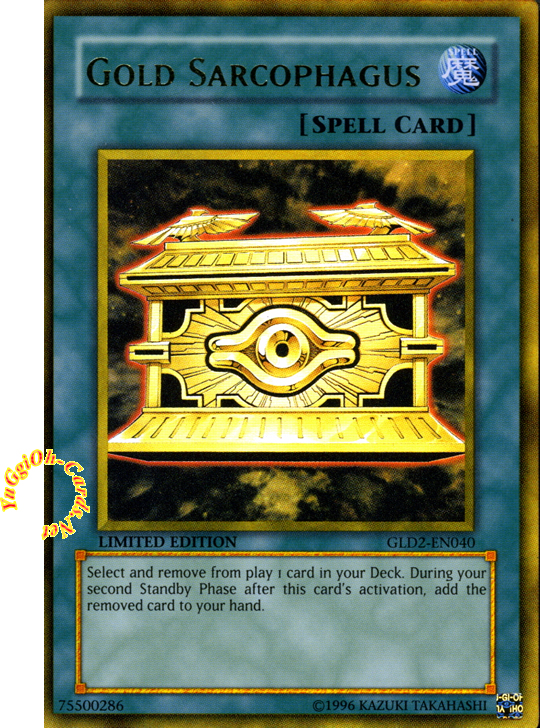 GOLD SARCOPHAGUS
SPELL
魔
[SPELL CARD]
YuGgiOh-Cards.Net
LIMITED EDITION
GLD2-EN040
Select and remove from play 1 card in your Deck. During your
second Standby Phase after this card's activation, add the
removed card to your hand.
75500286
©1996 KAZUKI TAKAHASHI